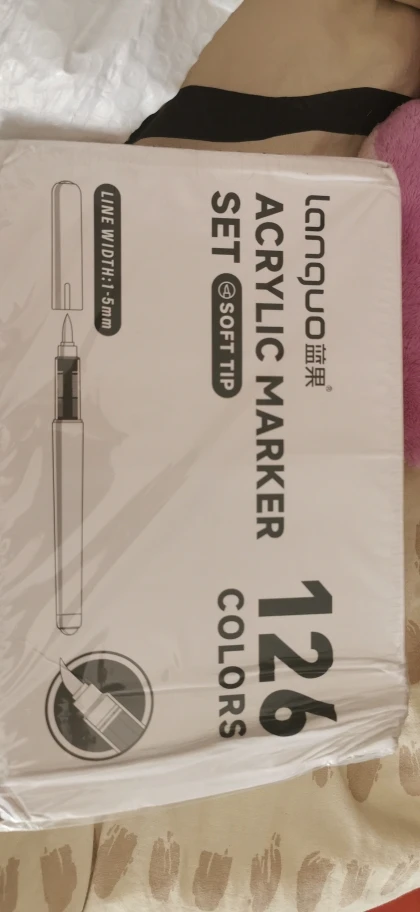 languo 蓝果®
ACRYLIC MARKER
SET SOFT TIP
126
COLORS
LINE WIDTH:1-5mm